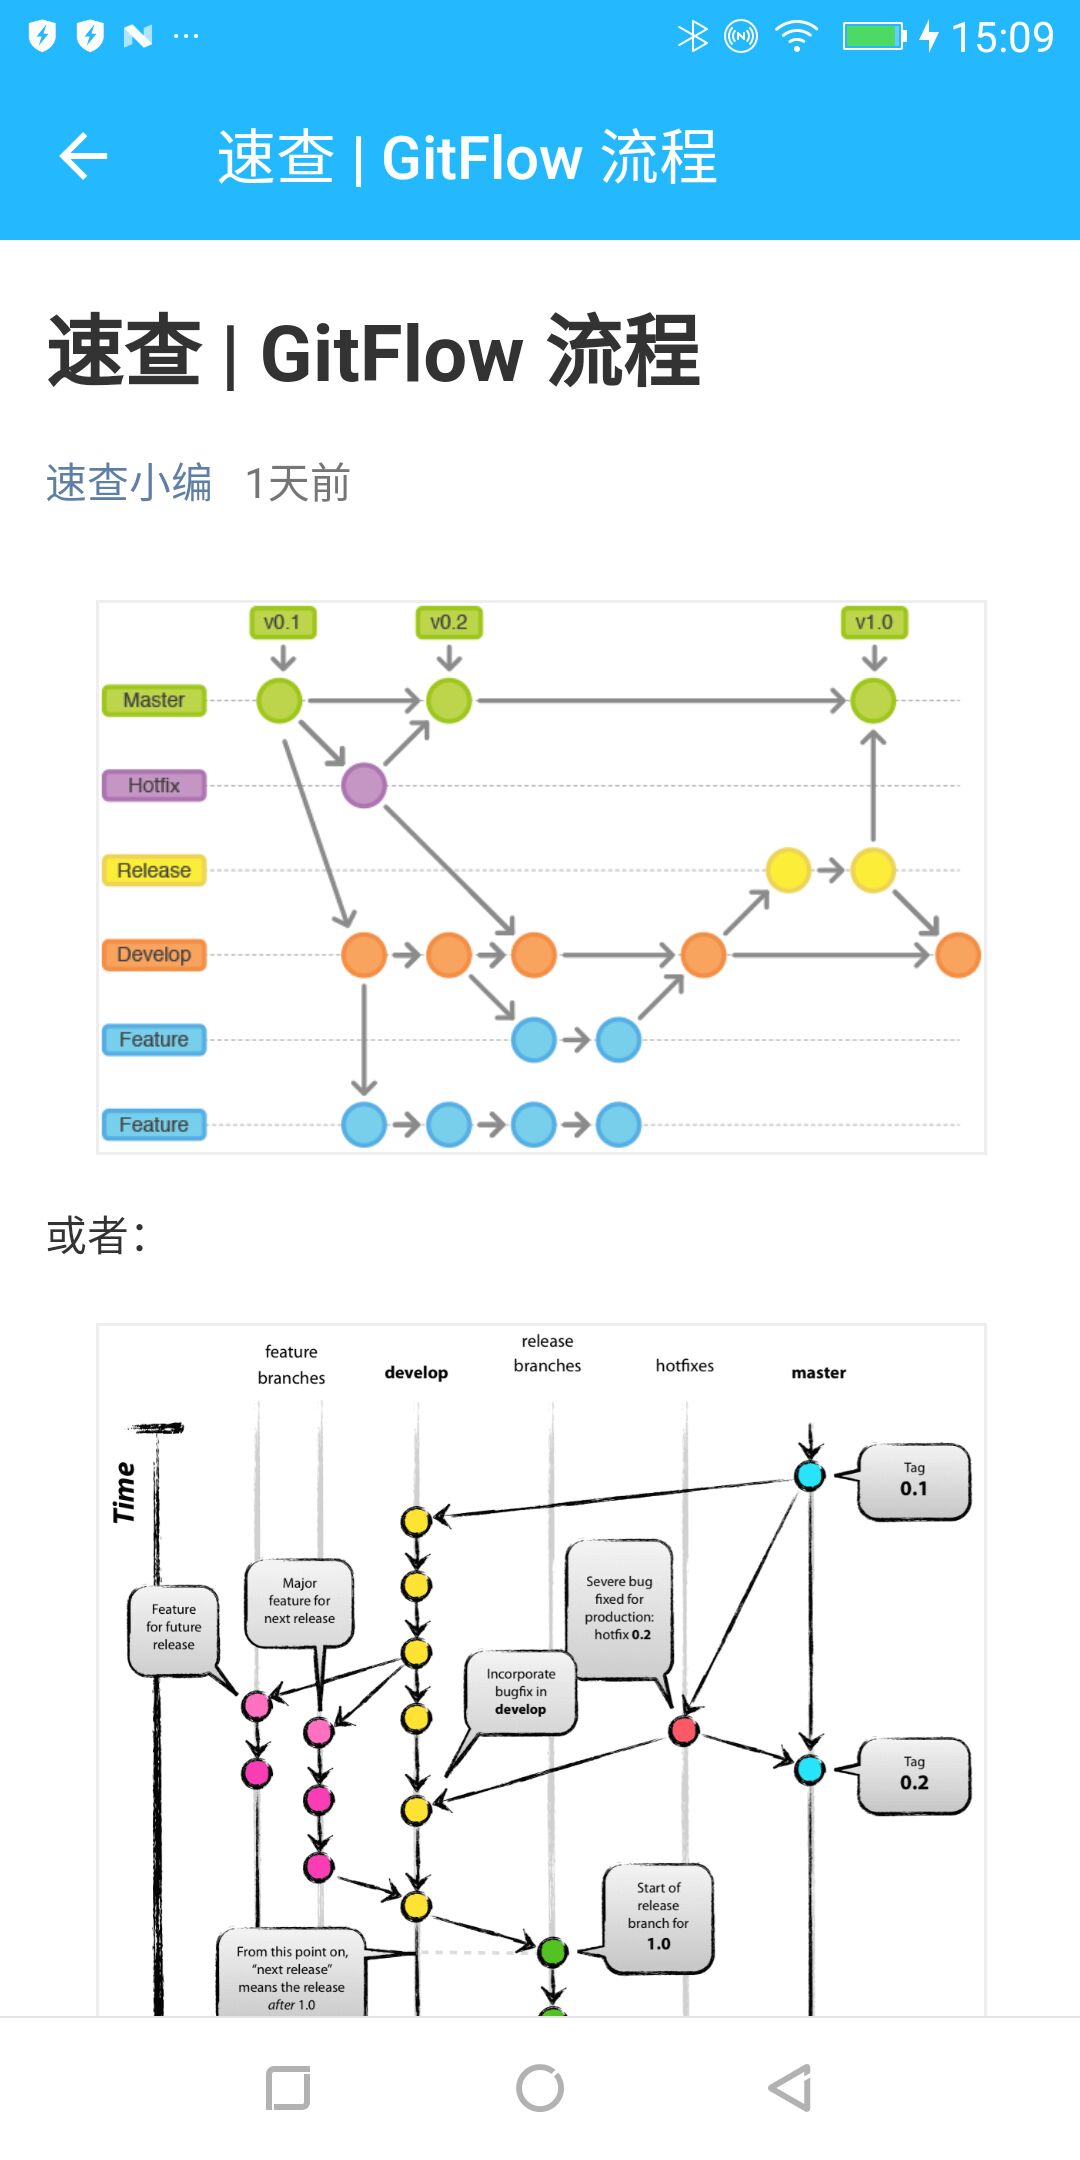 15:09
速查 | GitFlow 流程
速查 | GitFlow 流程
速查小编 1天前
v0.1 v0.2 v1.0
Master
Hotfix
Release
Develop
Feature
Feature
或者：
feature
branches
develop
release
branches
hotfixes
master
Time
Tag
0.1
Severe bug
fixed for
production:
hotfix 0.2
Major
feature for
next release
Feature
for future
release
Incorporate
bugfix in
develop
Tag
0.2
Start of
release
branch for
1.0
From this point on,
“next release”
means the release
after 1.0